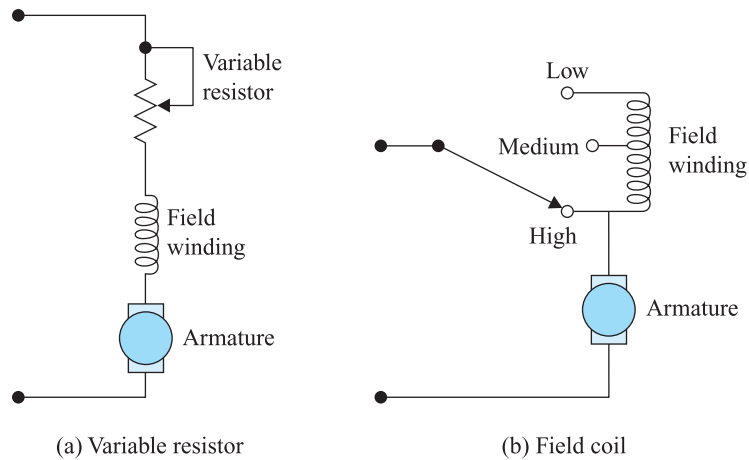 Variable
resistor
Field
winding
Armature
(a) Variable resistor
Low
Medium
High
Field
winding
Armature
(b) Field coil